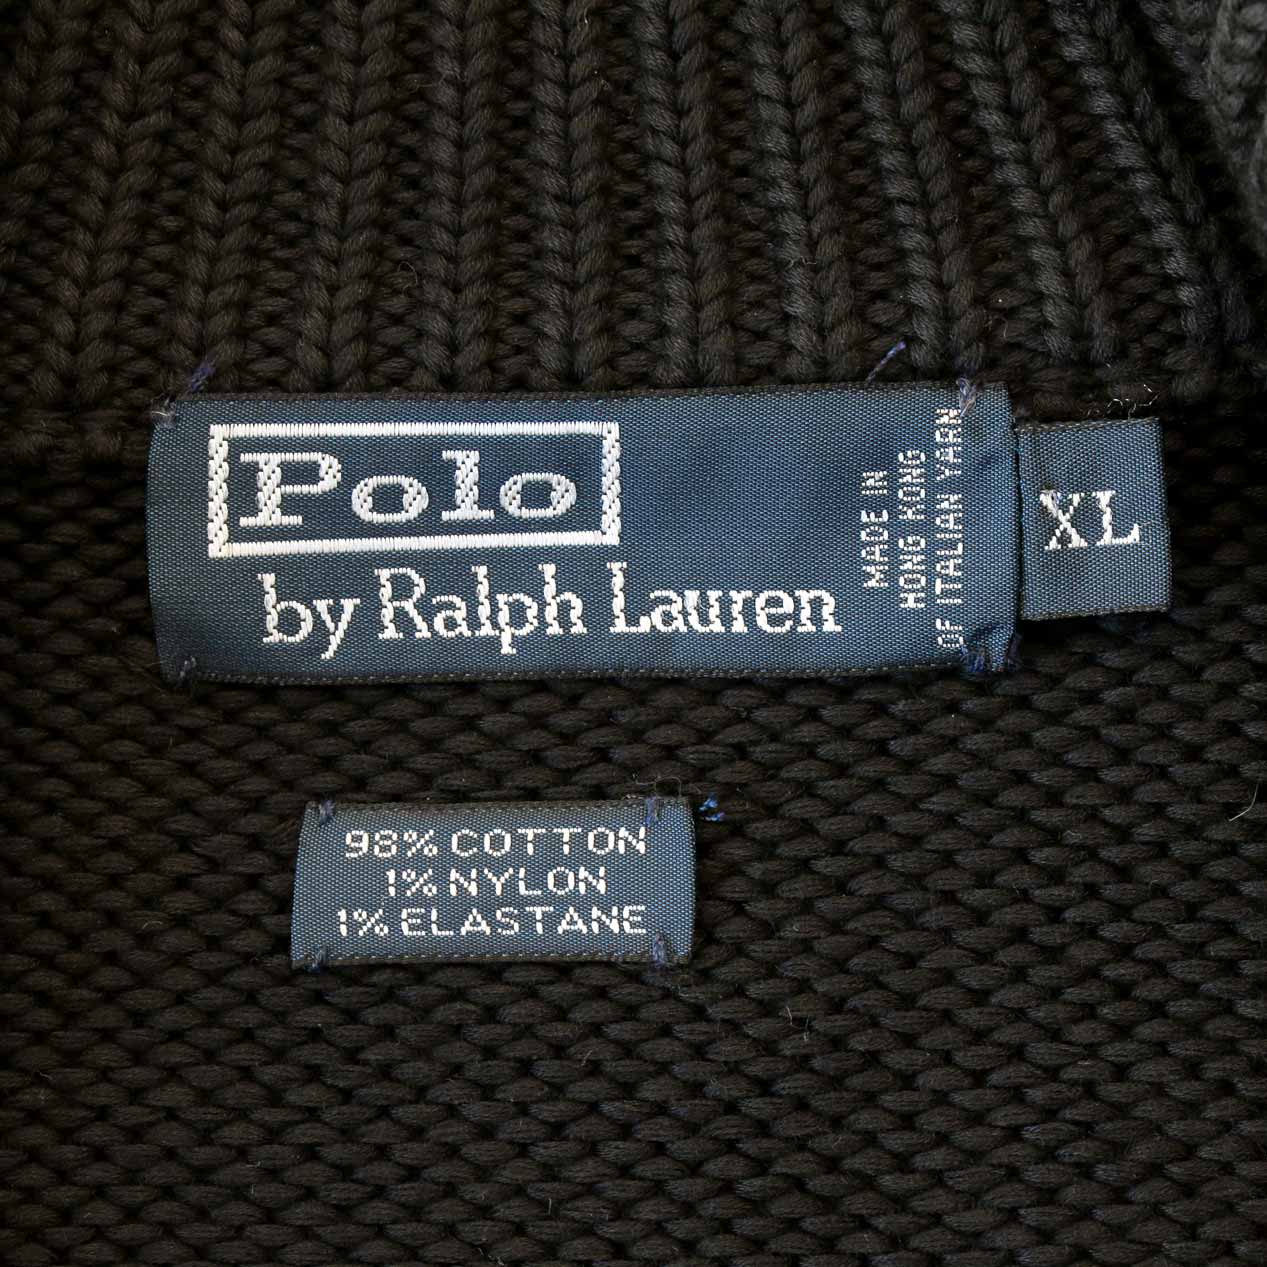 Polo
by Ralph Lauren
MADE IN
HONG KONG
OF ITALIAN YARN
XL
98% COTTON
1% NYLON
1% ELASTANE